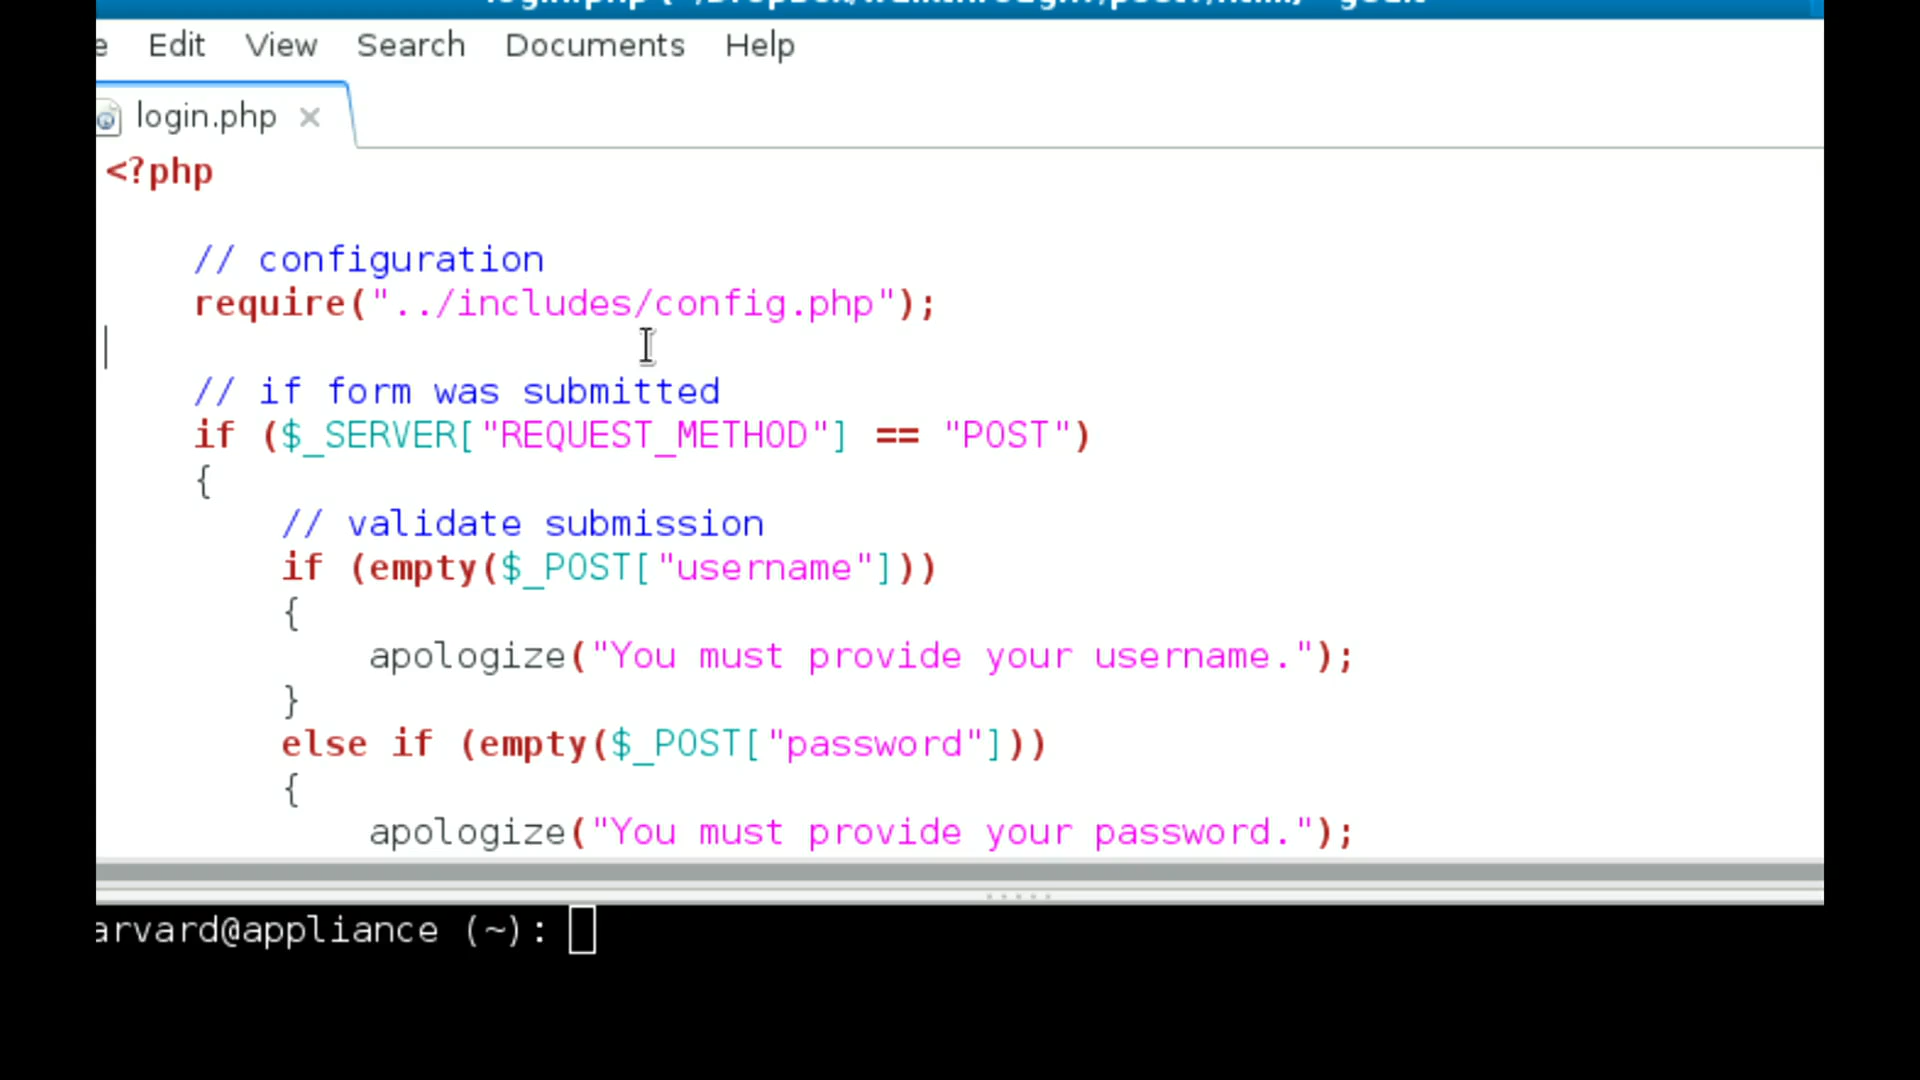 Edit View Search Documents Help
login.php
<?php
// configuration
require("../includes/config.php");
// if form was submitted
if ($_SERVER["REQUEST_METHOD"] == "POST")
{
// validate submission
if (empty($_POST["username"]))
{
apologize("You must provide your username.");
}
else if (empty($_POST["password"]))
{
apologize("You must provide your password.");
arvard@appliance (~):